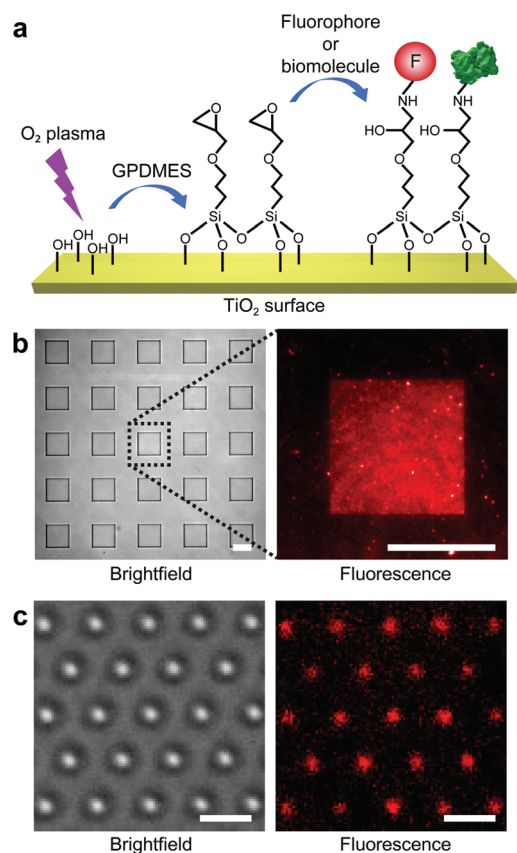 a
Fluorophore
or
biomolecule
F
O₂ plasma
GPDMES
O
O
NH
NH
HO
HO
O
O
O
O
OH
OH
OH
OH
Si
Si
Si
Si
O
O
O
O
O
O
O
O
O
O
TiO₂ surface
b
Brightfield
Fluorescence
c
Brightfield
Fluorescence